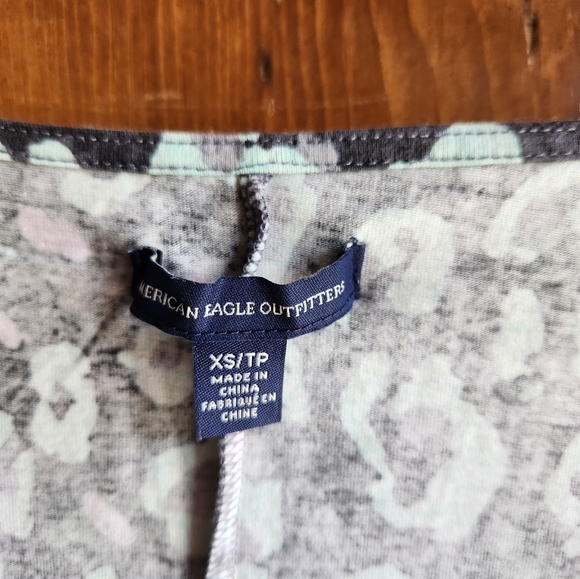 MERICAN EAGLE OUTFITTERS
XS/TP
MADE IN
CHINA
FABRIQUÉ EN
CHINE